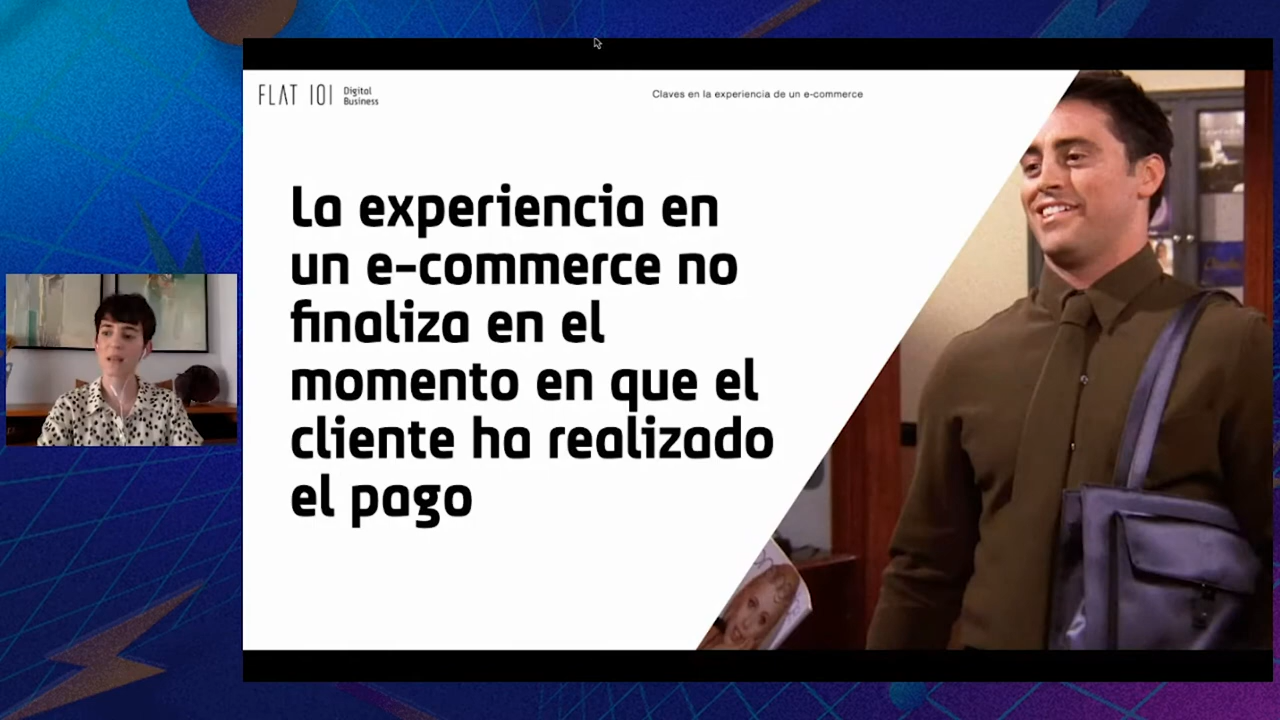 FLAT 101 Digital Business
Claves en la experiencia de un e-commerce
La experiencia en
un e-commerce no
finaliza en el
momento en que el
cliente ha realizado
el pago